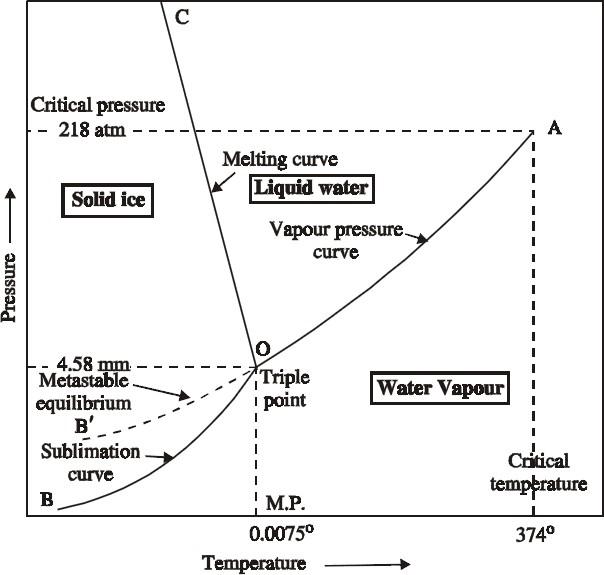 C
Critical pressure
218 atm
A
Melting curve
Solid ice
Liquid water
Vapour pressure
curve
Pressure
O
4.58 mm
Metastable
equilibrium
Triple
point
Water Vapour
B′
Sublimation
curve
Critical
temperature
B
M.P.
0.0075°
374°
Temperature